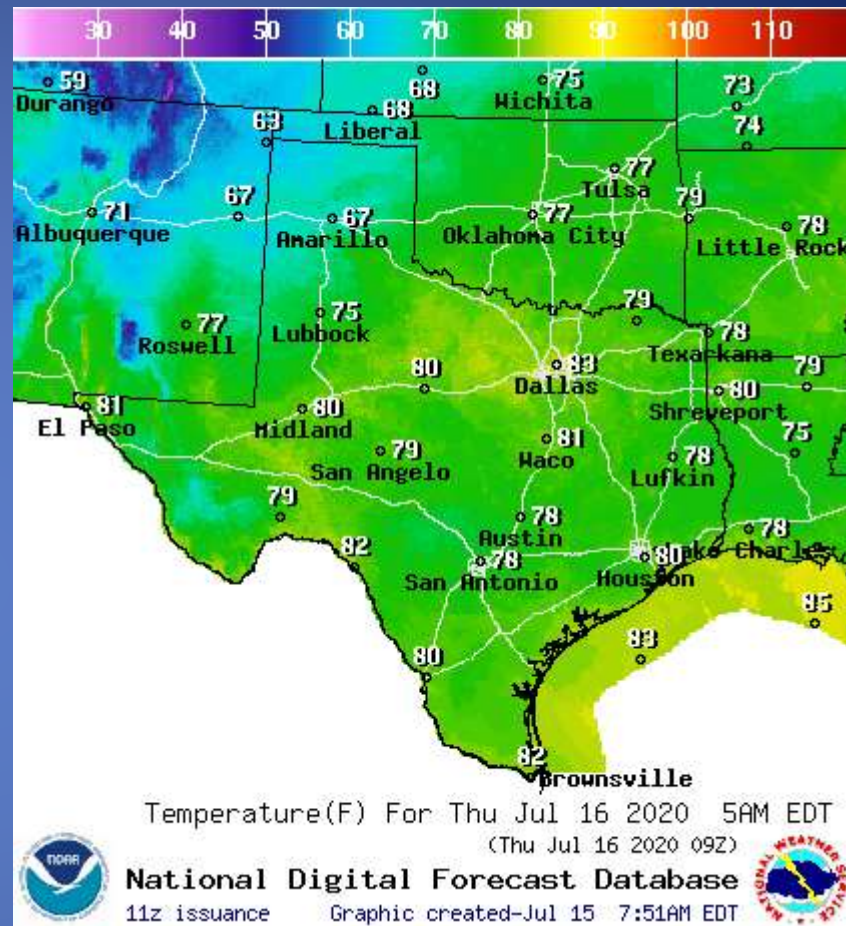 30 40 50 60 70 80 90 100 110
59
Durango
68
75
Wichita
73
68
Liberal
63
74
77
Tulsa
71
Albuquerque
67
67
Amarillo
77
Oklahoma City
79
78
Little Rock
77
Roswell
75
Lubbock
79
78
Texarkana
83
Dallas
80
80
Shreveport
79
81
El Paso
80
Midland
79
San Angelo
81
Waco
78
Lufkin
75
79
78
Austin
78
Lake Charles
82
78
San Antonio
80
Houston
85
83
80
82
Brownsville
Temperature(F) For Thu Jul 16 2020 5AM EDT
(Thu Jul 16 2020 09Z)
NOAA
National Digital Forecast Database
11z issuance Graphic created-Jul 15 7:51AM EDT
NATIONAL WEATHER SERVICE